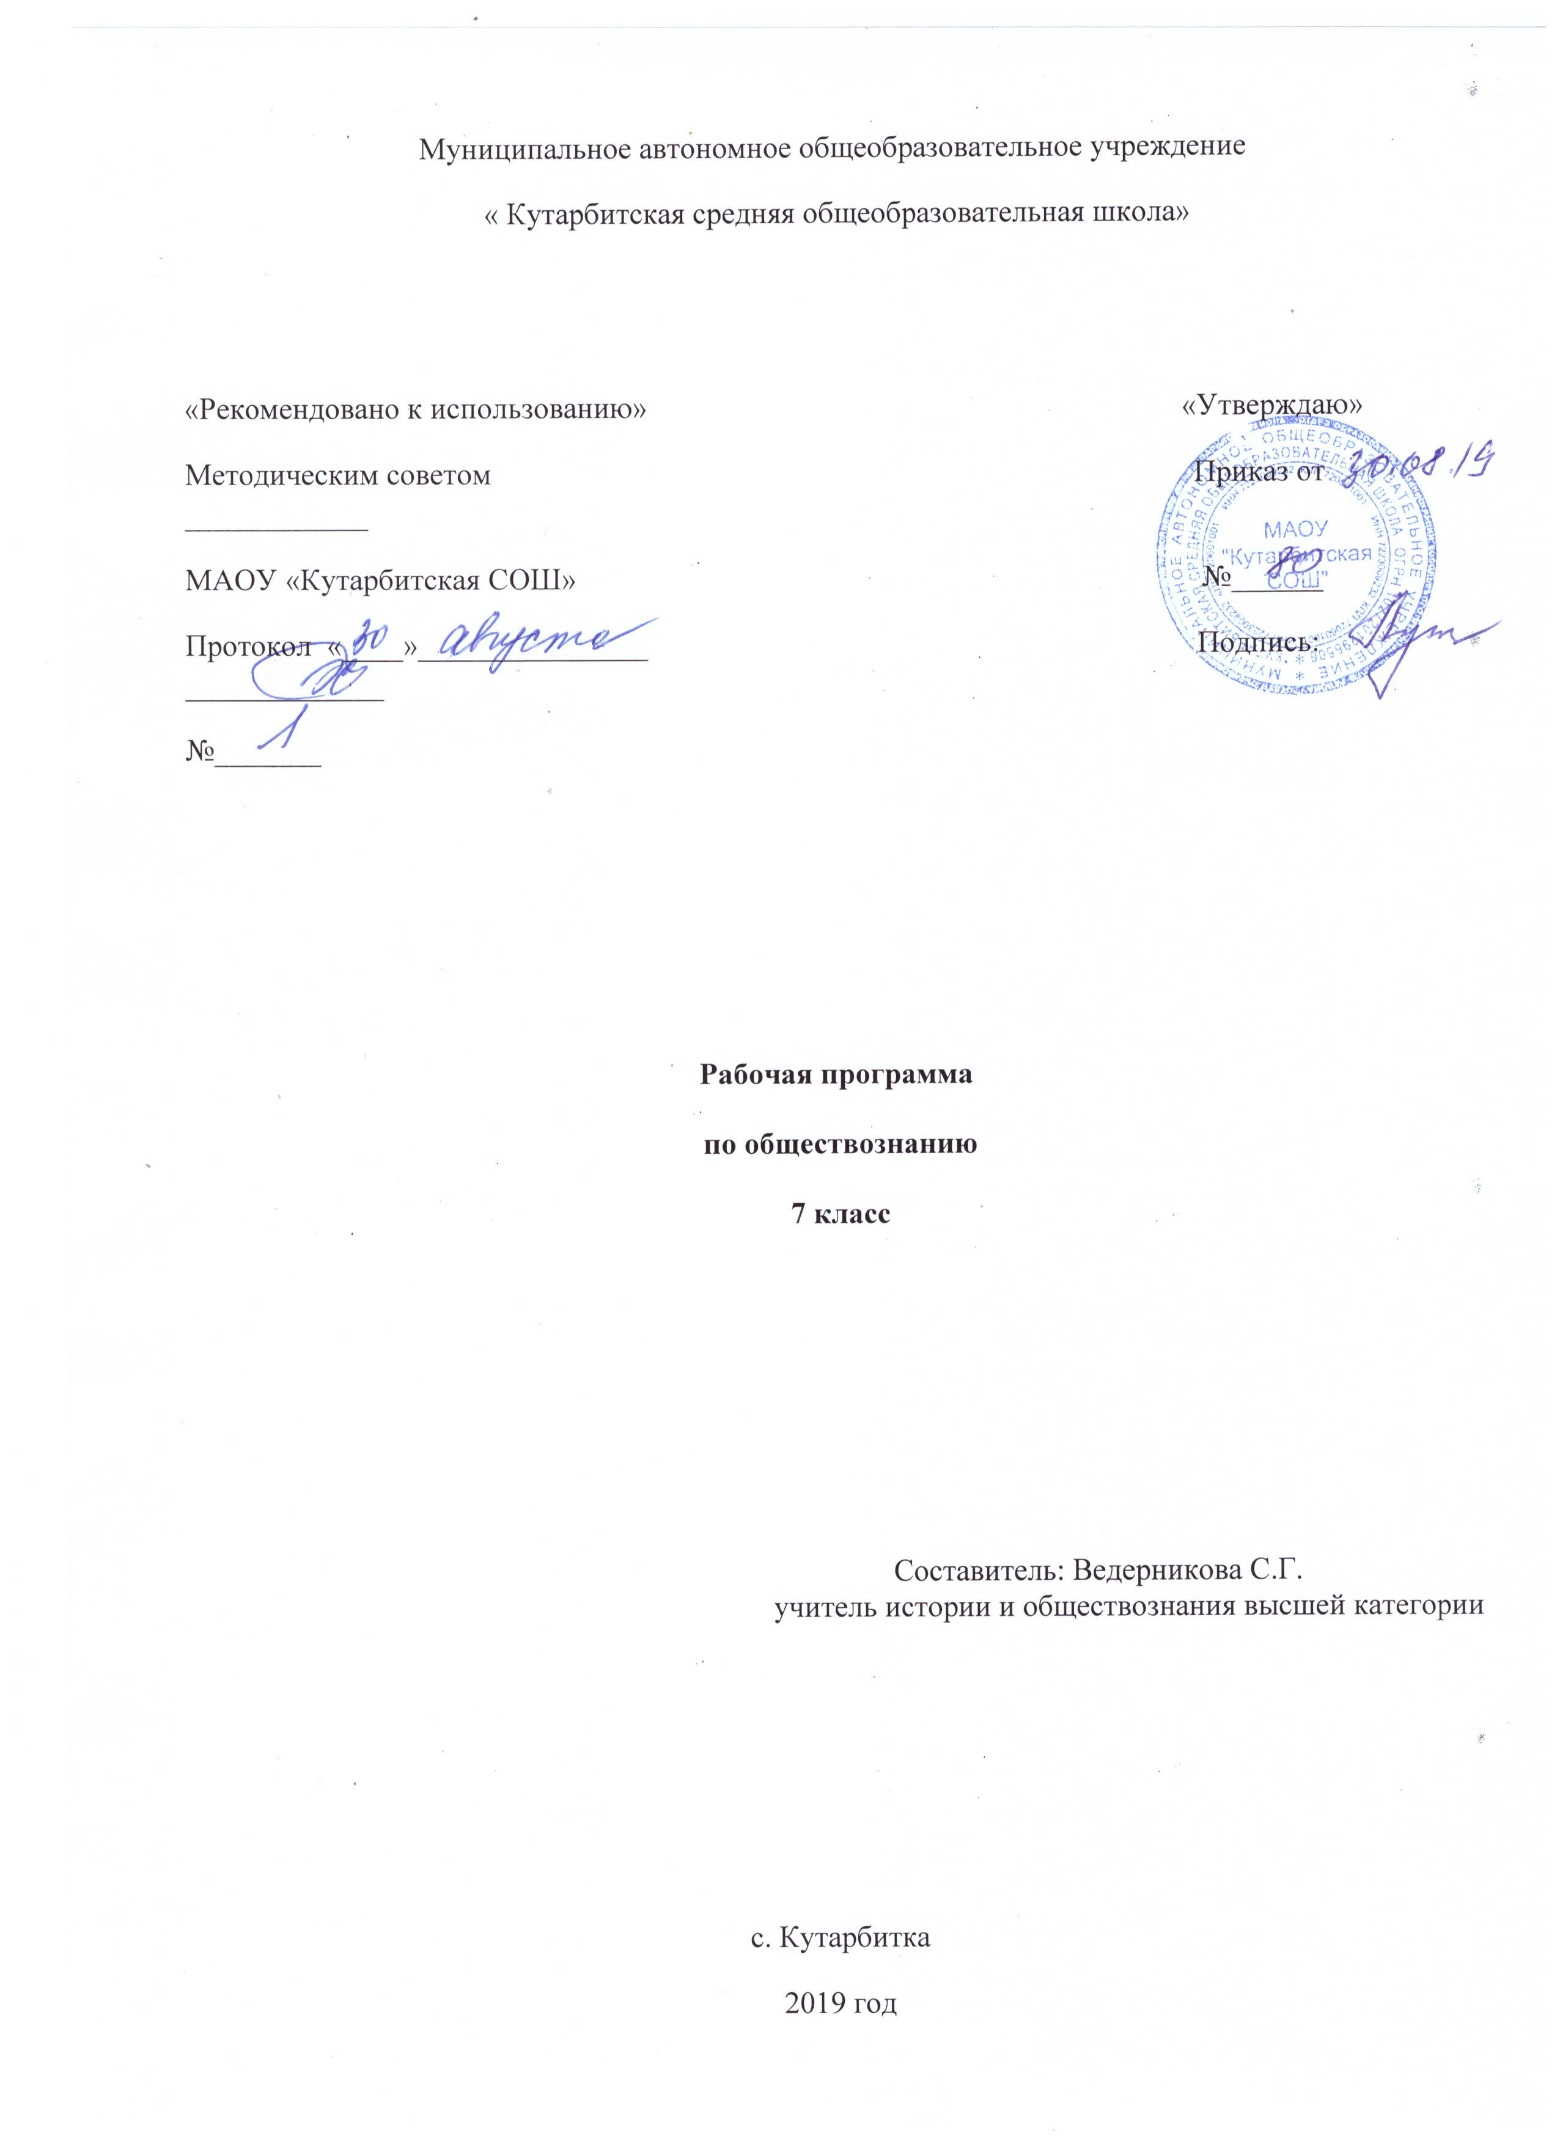 Муниципальное автономное общеобразовательное учреждение
« Кутарбитская средняя общеобразовательная школа»
«Рекомендовано к использованию»
Методическим советом
____________
МАОУ «Кутарбитская СОШ»
Протокол «30» августа
_____________
№ 1
«Утверждаю»
Приказ от 30.08.19
№ 80
Подпись:
МАОУ
"Кутарбитская
СОШ"
Рабочая программа
по обществознанию
7 класс
Составитель: Ведерникова С.Г.
учитель истории и обществознания высшей категории
с. Кутарбитка
2019 год